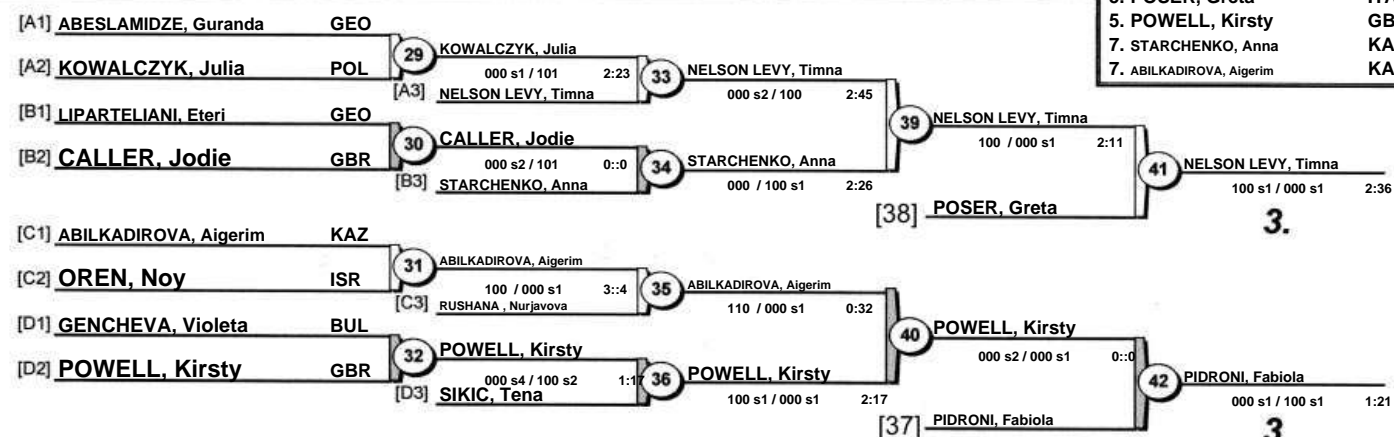 5. POSER, Greta
5. POWELL, Kirsty GB
7. STARCHENKO, Anna KA
7. ABILKADIROVA, Aigerim KA
[A1] ABESLAMIDZE, Guranda GEO
29 KOWALCZYK, Julia
[A2] KOWALCZYK, Julia POL
000 s1 / 101 2:23
33 NELSON LEVY, Timna
[A3] NELSON LEVY, Timna
000 s2 / 100 2:45
[B1] LIPARTELIANI, Eteri GEO
39 NELSON LEVY, Timna
30 CALLER, Jodie
100 / 000 s1 2:11
[B2] CALLER, Jodie GBR
000 s2 / 101 0::0
34 STARCHENKO, Anna
41 NELSON LEVY, Timna
[B3] STARCHENKO, Anna
000 / 100 s1 2:26
100 s1 / 000 s1 2:36
[38] POSER, Greta
3.
[C1] ABILKADIROVA, Aigerim KAZ
31 ABILKADIROVA, Aigerim
[C2] OREN, Noy ISR
100 / 000 s1 3::4
35 ABILKADIROVA, Aigerim
[C3] RUSHANA , Nurjavova
110 / 000 s1 0:32
[D1] GENCHEVA, Violeta BUL
40 POWELL, Kirsty
32 POWELL, Kirsty
000 s2 / 000 s1 0::0
[D2] POWELL, Kirsty GBR
000 s4 / 100 s2 1:17
36 POWELL, Kirsty
42 PIDRONI, Fabiola
[D3] SIKIC, Tena
100 s1 / 000 s1 2:17
000 s1 / 100 s1 1:21
[37] PIDRONI, Fabiola
3